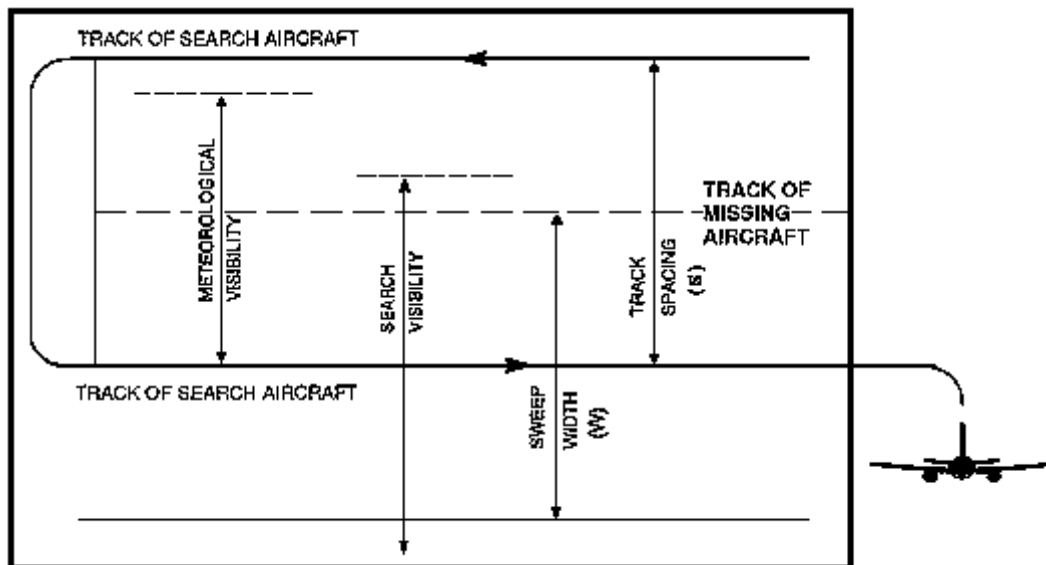 TRACK OF SEARCH AIRCRAFT
METEOROLOGICAL
VISIBILITY
SEARCH
VISIBILITY
TRACK OF
MISSING
AIRCRAFT
TRACK
SPACING
(S)
TRACK OF SEARCH AIRCRAFT
SWEEP
WIDTH
(W)